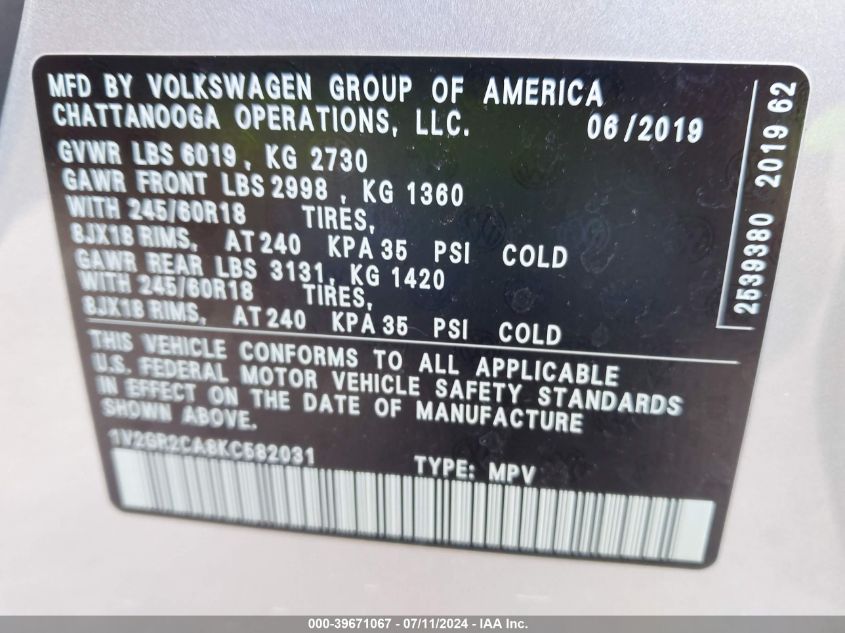 MFD BY VOLKSWAGEN GROUP OF AMERICA
CHATTANOOGA OPERATIONS, LLC. 06/2019
GVWR LBS 6019, KG 2730
GAWR FRONT LBS 2998, KG 1360
WITH 245/60R18 TIRES,
8JX18 RIMS, AT 240 KPA 35 PSI COLD
GAWR REAR LBS 3131, KG 1420
WITH 245/60R18 TIRES,
8JX18 RIMS, AT 240 KPA 35 PSI COLD
THIS VEHICLE CONFORMS TO ALL APPLICABLE
U.S. FEDERAL MOTOR VEHICLE SAFETY STANDARDS
IN EFFECT ON THE DATE OF MANUFACTURE
SHOWN ABOVE.
1V2GR2CA8KC582031 TYPE: MPV
2539380 2019 62
000-39671067 - 07/11/2024 - IAA Inc.